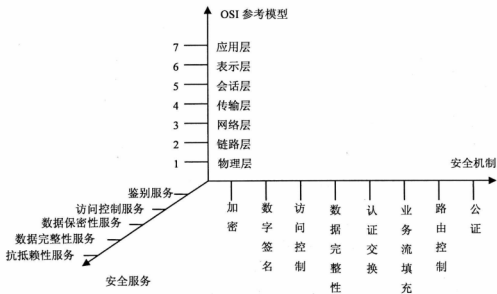 OSI 参考模型
7 应用层
6 表示层
5 会话层
4 传输层
3 网络层
2 链路层
1 物理层
安全机制
鉴别服务
访问控制服务
数据保密性服务
数据完整性服务
抗抵赖性服务
安全服务
加密
数字签名
访问控制
数据完整性
认证交换
业务流填充
路由控制
公证